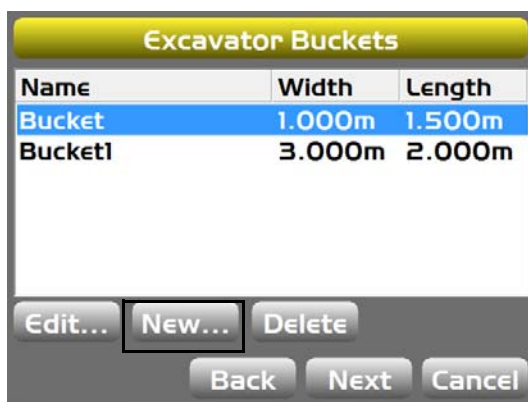 Excavator Buckets
Name Width Length
Bucket 1.000m 1.500m
Bucket1 3.000m 2.000m
Edit... New... Delete
Back Next Cancel